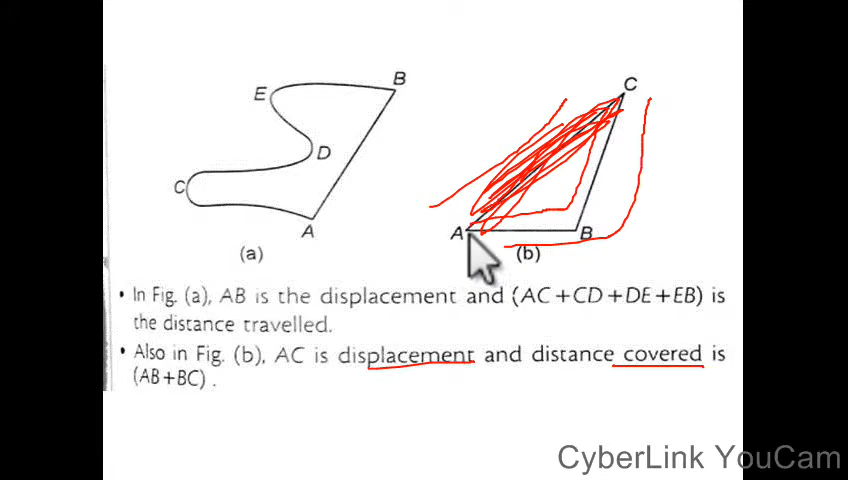 B
E
D
C
A
(a)
C
A
B
(b)
• In Fig. (a), AB is the displacement and (AC+CD+DE+EB) is
the distance travelled.
• Also in Fig. (b), AC is displacement and distance covered is
(AB+BC) .
CyberLink YouCam